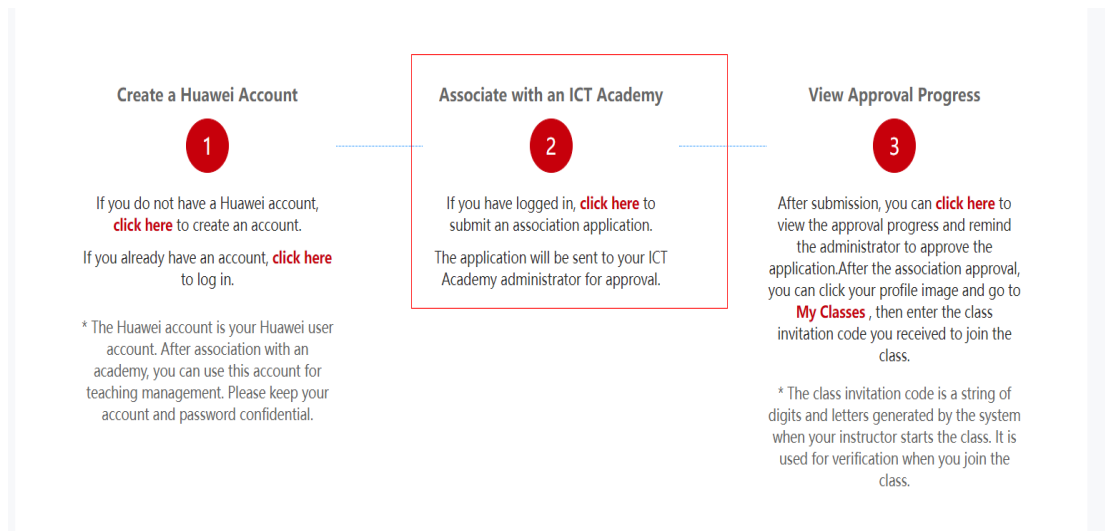 Create a Huawei Account
1
If you do not have a Huawei account,
click here to create an account.
If you already have an account, click here
to log in.
* The Huawei account is your Huawei user
account. After association with an
academy, you can use this account for
teaching management. Please keep your
account and password confidential.
Associate with an ICT Academy
2
If you have logged in, click here to
submit an association application.
The application will be sent to your ICT
Academy administrator for approval.
View Approval Progress
3
After submission, you can click here to
view the approval progress and remind
the administrator to approve the
application.After the association approval,
you can click your profile image and go to
My Classes , then enter the class
invitation code you received to join the
class.
* The class invitation code is a string of
digits and letters generated by the system
when your instructor starts the class. It is
used for verification when you join the
class.